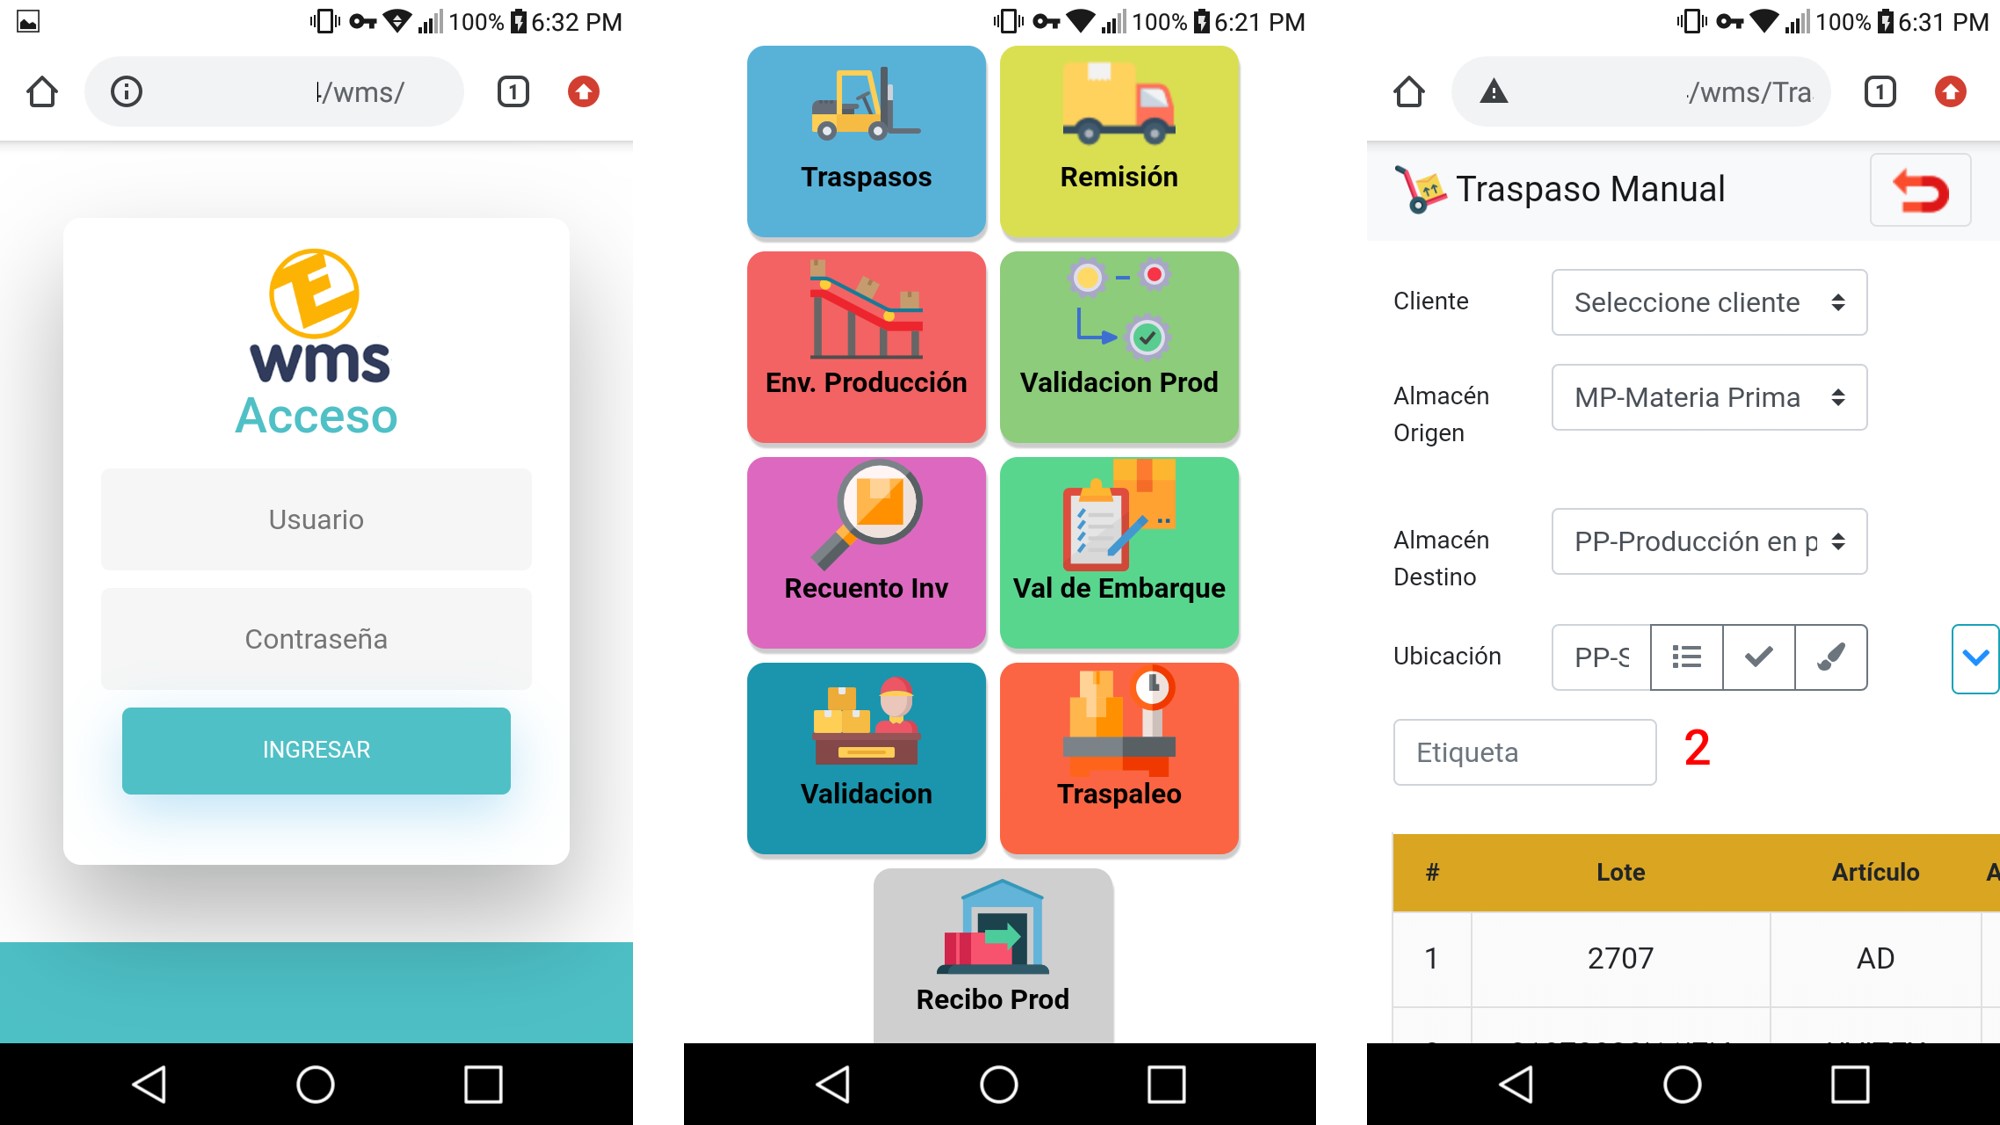 100% 6:32 PM
/wms/
1
E
wms
Acceso
Usuario
Contraseña
INGRESAR
100% 6:21 PM
Traspasos
Remisión
Env. Producción
Validacion Prod
Recuento Inv
Val de Embarque
Validacion
Traspaleo
Recibo Prod
100% 6:31 PM
/wms/Tra
1
Traspaso Manual
Cliente
Seleccione cliente
Almacén
Origen
MP-Materia Prima
Almacén
Destino
PP-Producción en p
Ubicación
PP-S
Etiqueta
2
# Lote Artículo A
1 2707 AD